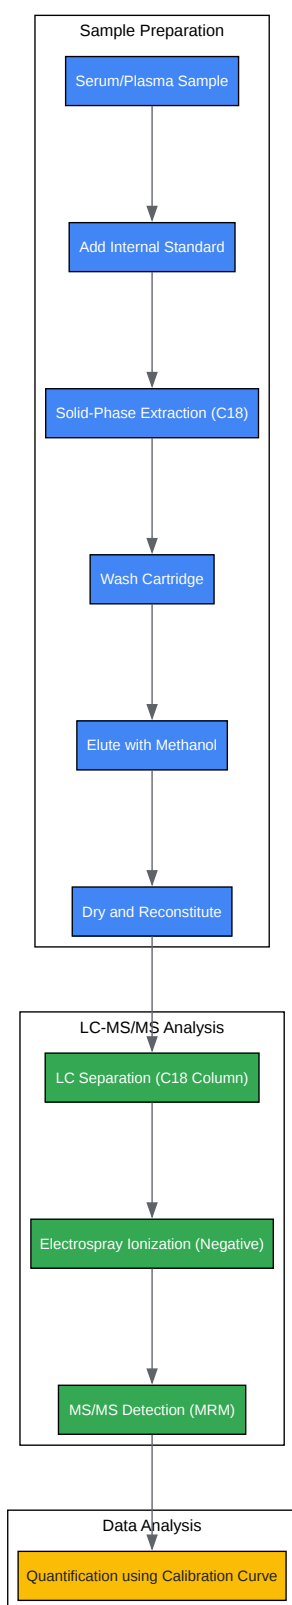 Sample Preparation
Serum/Plasma Sample
Add Internal Standard
Solid-Phase Extraction (C18)
Wash Cartridge
Elute with Methanol
Dry and Reconstitute
LC-MS/MS Analysis
LC Separation (C18 Column)
Electrospray Ionization (Negative)
MS/MS Detection (MRM)
Data Analysis
Quantification using Calibration Curve